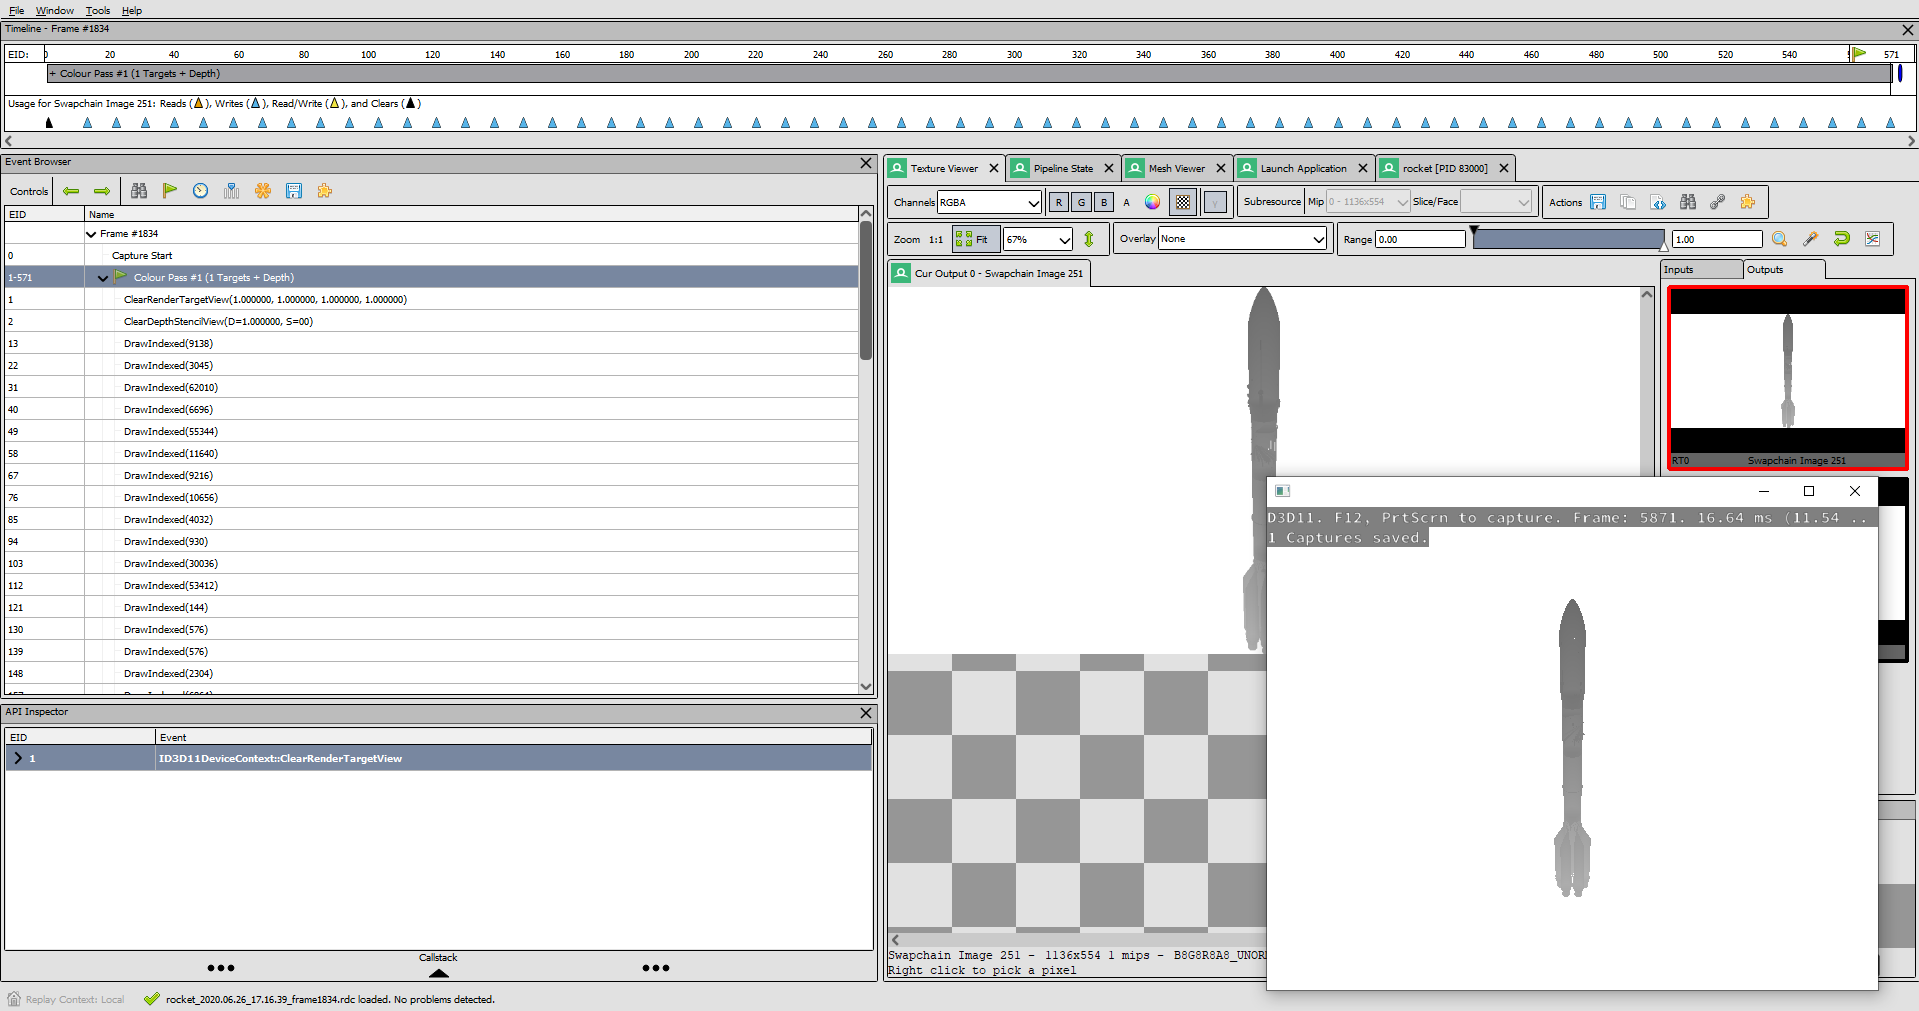 File Window Tools Help
Timeline - Frame #1834
EID: 0 20 40 60 80 100 120 140 160 180 200 220 240 260 280 300 320 340 360 380 400 420 440 460 480 500 520 540 571
+ Colour Pass #1 (1 Targets + Depth)
Usage for Swapchain Image 251: Reads ( ), Writes ( ), Read/Write ( ), and Clears ( )
Event Browser
Controls
EID Name
Frame #1834
0 Capture Start
1-571 Colour Pass #1 (1 Targets + Depth)
1 ClearRenderTargetView(1.000000, 1.000000, 1.000000, 1.000000)
2 ClearDepthStencilView(D=1.000000, S=00)
13 DrawIndexed(9138)
22 DrawIndexed(3045)
31 DrawIndexed(62010)
40 DrawIndexed(6696)
49 DrawIndexed(55344)
58 DrawIndexed(11640)
67 DrawIndexed(9216)
76 DrawIndexed(10656)
85 DrawIndexed(4032)
94 DrawIndexed(930)
103 DrawIndexed(30036)
112 DrawIndexed(53412)
121 DrawIndexed(144)
130 DrawIndexed(576)
139 DrawIndexed(576)
148 DrawIndexed(2304)
API Inspector
EID Event
1 ID3D11DeviceContext::ClearRenderTargetView
Callstack
Replay Context: Local rocket_2020.06.26_17.16.39_frame1834.rdc loaded. No problems detected.
Texture Viewer Pipeline State Mesh Viewer Launch Application rocket [PID 83000]
Channels RGBA R G B A γ Subresource Mip 0 - 1136x554 Slice/Face Actions
Zoom 1:1 Fit 67% Overlay None Range 0.00 1.00
Cur Output 0 - Swapchain Image 251
Inputs Outputs
RT0 Swapchain Image 251
D3D11. F12, PrtScrn to capture. Frame: 5871. 16.64 ms (11.54 ..
1 Captures saved.
Swapchain Image 251 - 1136x554 1 mips - B8G8R8A8_UNOR
Right click to pick a pixel